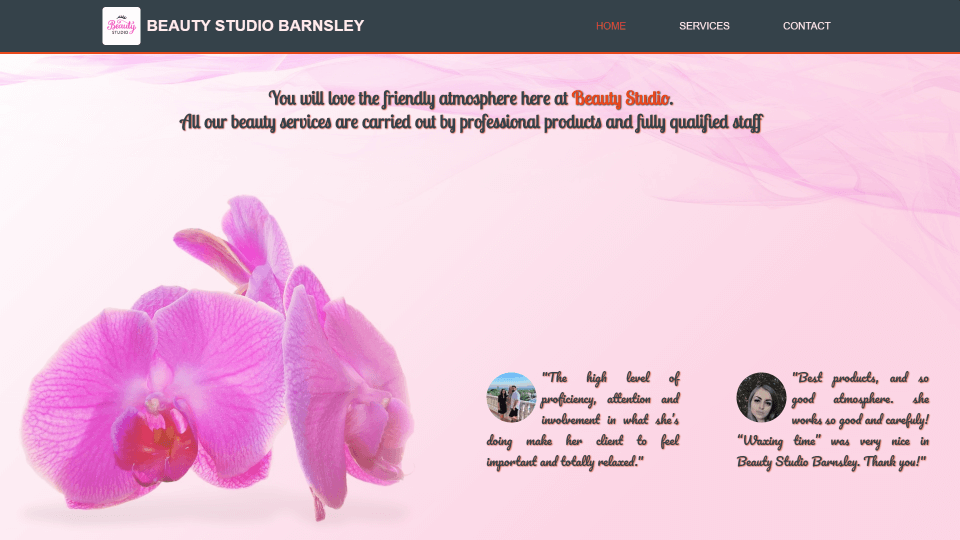 Beauty
STUDIO
BEAUTY STUDIO BARNSLEY
HOME
SERVICES
CONTACT
You will love the friendly atmosphere here at Beauty Studio.
All our beauty services are carried out by professional products and fully qualified staff
"The high level of
proficiency, attention and
involvement in what she's
doing make her client to feel
important and totally relaxed."
"Best products, and so
good atmosphere. she
works so good and carefuly!
"Waxing time" was very nice in
Beauty Studio Barnsley. Thank you!"